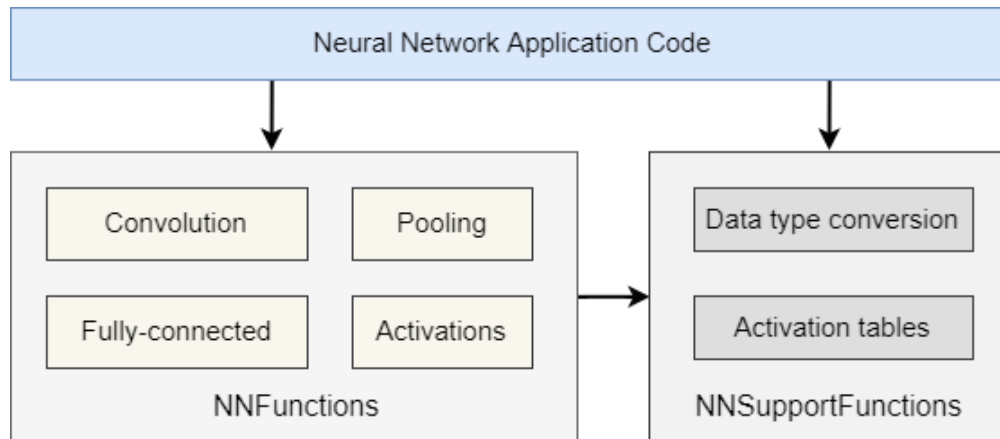 Neural Network Application Code
Convolution
Pooling
Fully-connected
Activations
NNFunctions
Data type conversion
Activation tables
NNSupportFunctions